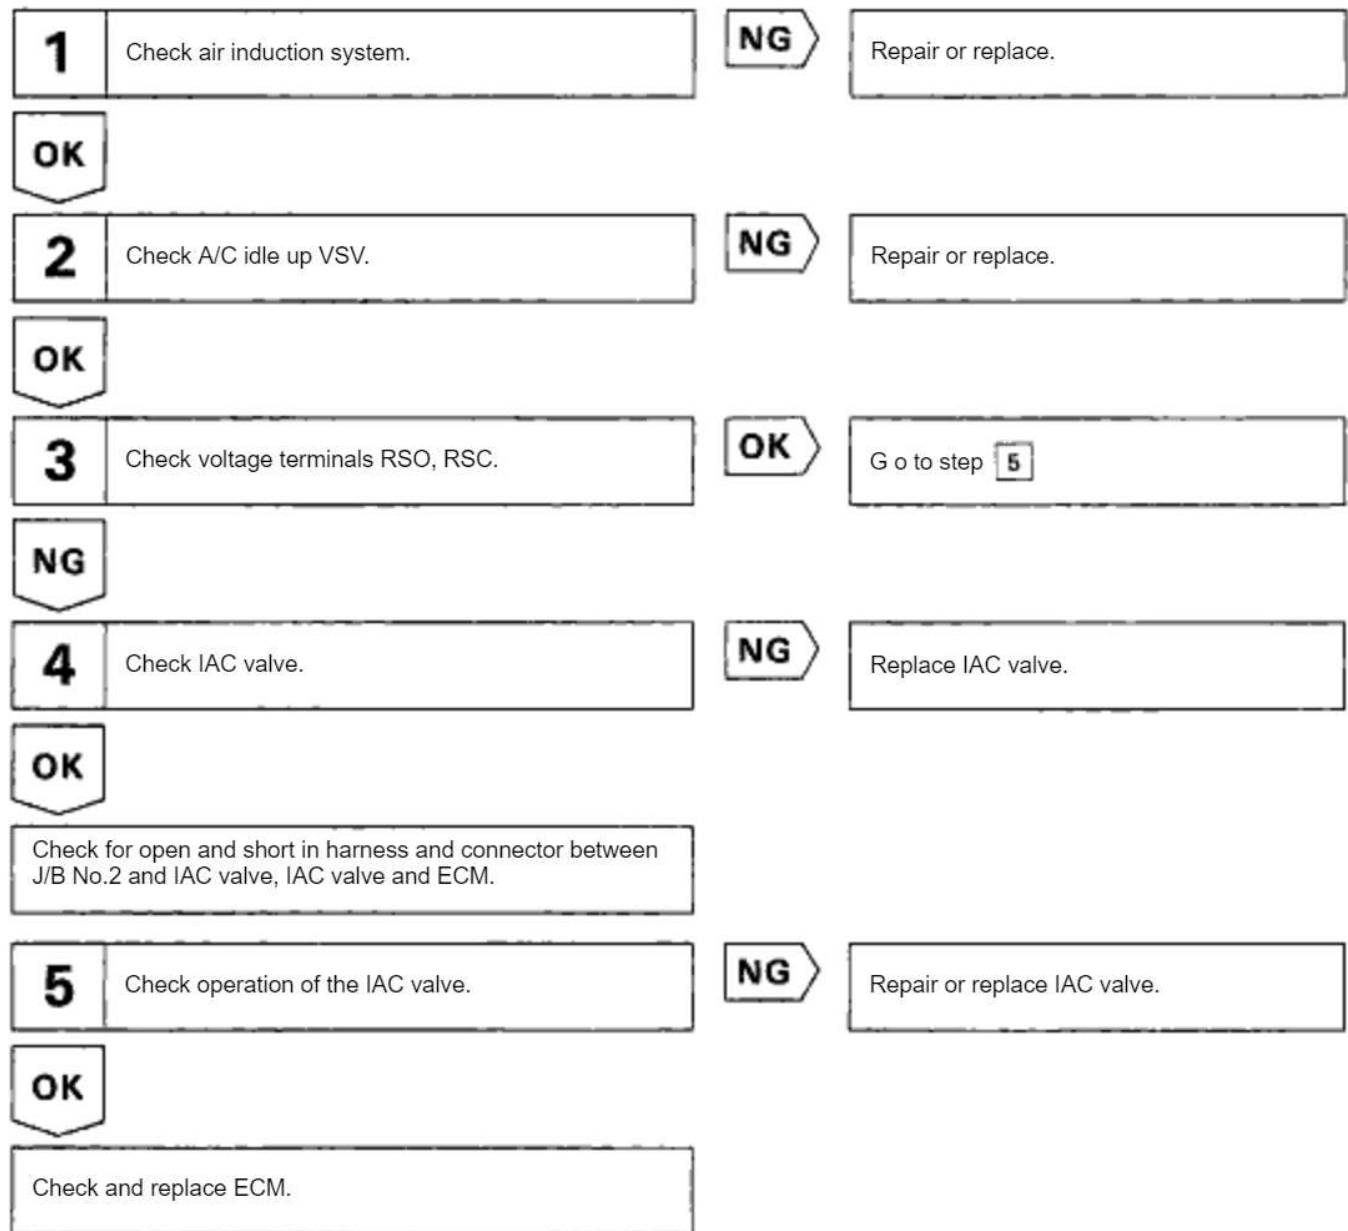 1 Check air induction system. NG Repair or replace.
OK
2 Check A/C idle up VSV. NG Repair or replace.
OK
3 Check voltage terminals RSO, RSC. OK G o to step 5
NG
4 Check IAC valve. NG Replace IAC valve.
OK
Check for open and short in harness and connector between
J/B No.2 and IAC valve, IAC valve and ECM.
5 Check operation of the IAC valve. NG Repair or replace IAC valve.
OK
Check and replace ECM.